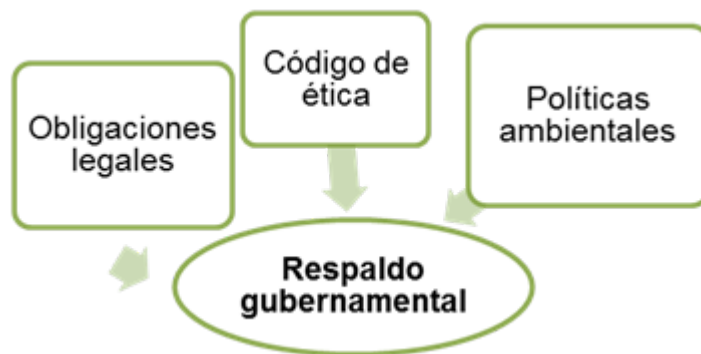 Obligaciones
legales
Código de
ética
Políticas
ambientales
Respaldo
gubernamental